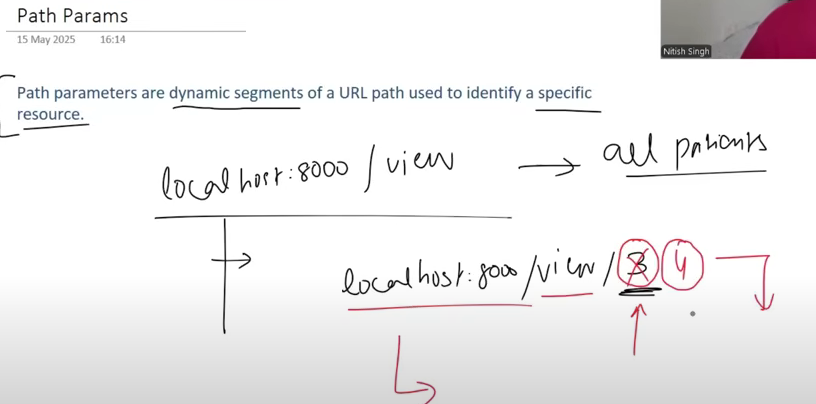 Path Params
15 May 2025 16:14
Nitish Singh
Path parameters are dynamic segments of a URL path used to identify a specific
resource.
localhost:8000/view → all patients
localhost:8000/view/3 4